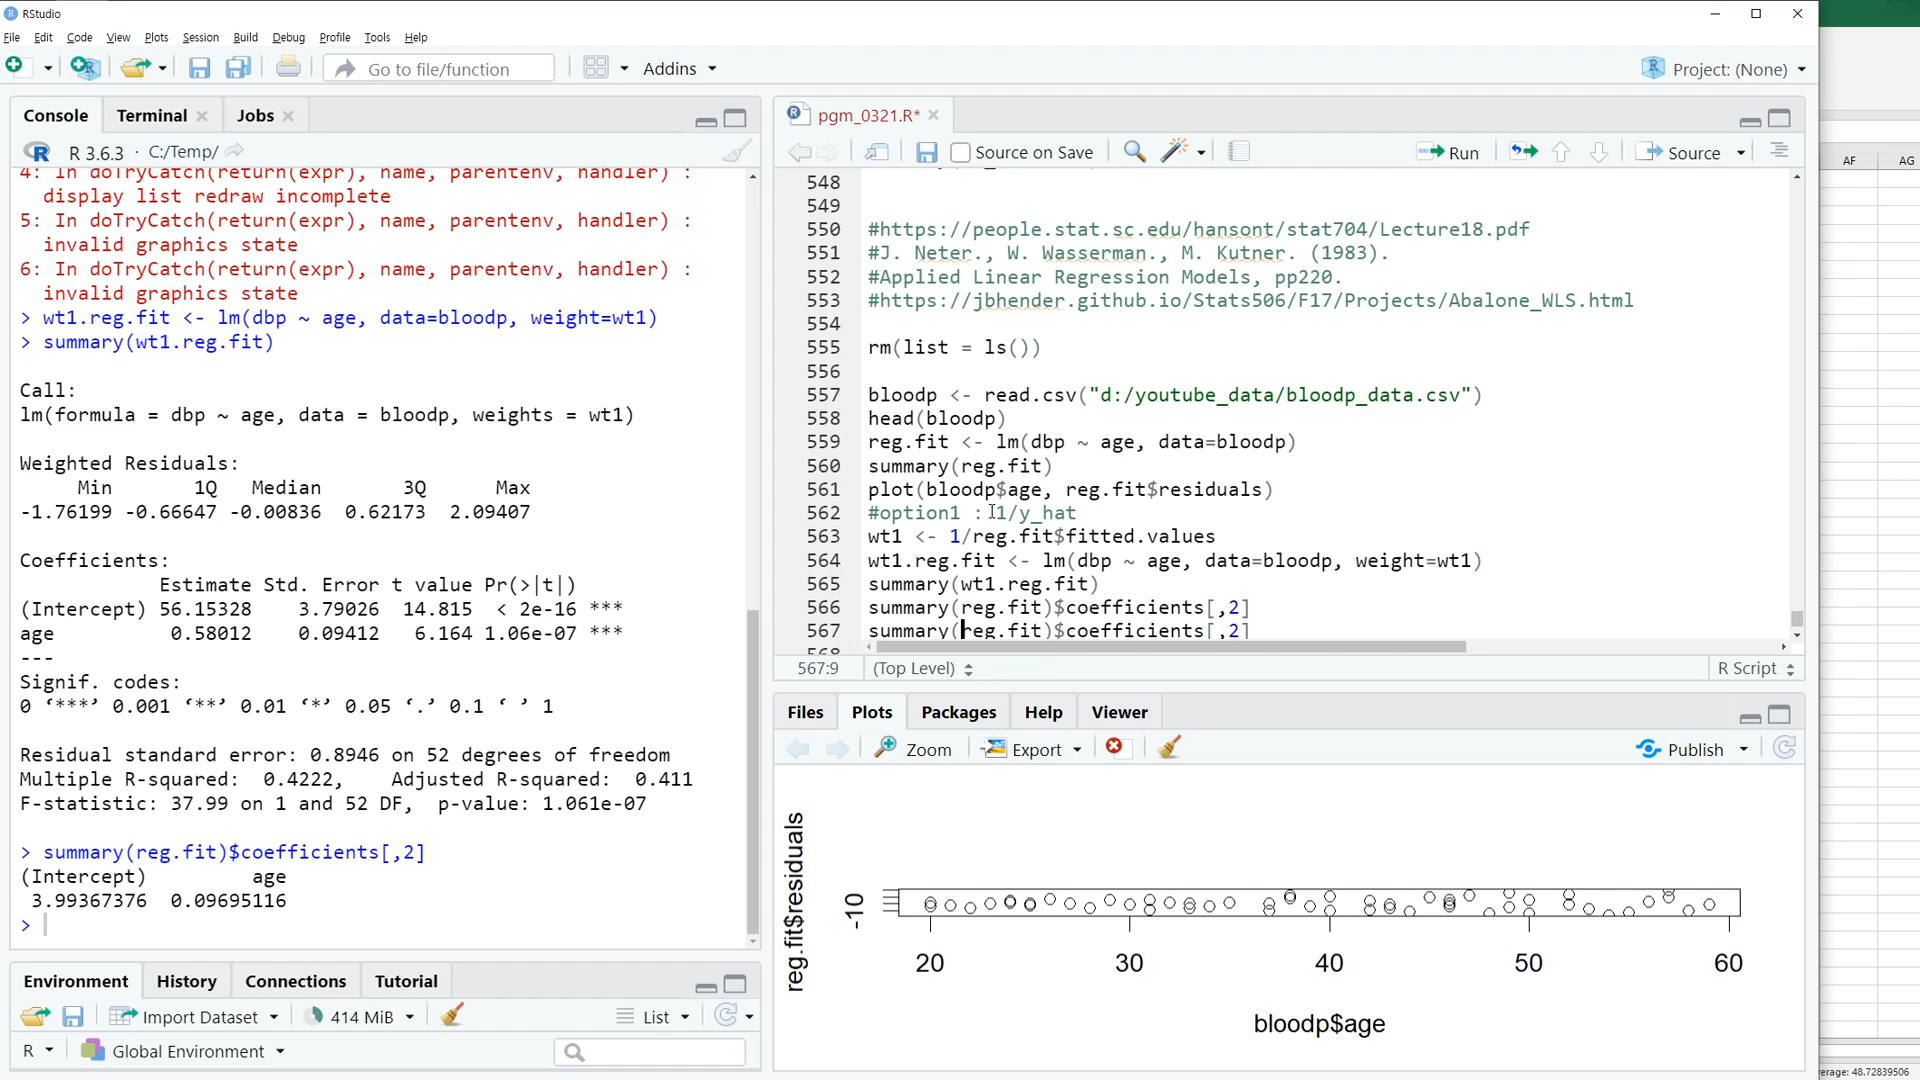 RStudio
File Edit Code View Plots Session Build Debug Profile Tools Help
Go to file/function
Addins
Project: (None)
Console Terminal Jobs
R 3.6.3 · C:/Temp/
4: In doTryCatch(return(expr), name, parentenv, handler) :
display list redraw incomplete
5: In doTryCatch(return(expr), name, parentenv, handler) :
invalid graphics state
6: In doTryCatch(return(expr), name, parentenv, handler) :
invalid graphics state
> wt1.reg.fit <- lm(dbp ~ age, data=bloodp, weight=wt1)
> summary(wt1.reg.fit)
Call:
lm(formula = dbp ~ age, data = bloodp, weights = wt1)
Weighted Residuals:
Min 1Q Median 3Q Max
-1.76199 -0.66647 -0.00836 0.62173 2.09407
Coefficients:
Estimate Std. Error t value Pr(>|t|)
(Intercept) 56.15328 3.79026 14.815 < 2e-16 ***
age 0.58012 0.09412 6.164 1.06e-07 ***
---
Signif. codes:
0 ‘***’ 0.001 ‘**’ 0.01 ‘*’ 0.05 ‘.’ 0.1 ‘ ’ 1
Residual standard error: 0.8946 on 52 degrees of freedom
Multiple R-squared: 0.4222, Adjusted R-squared: 0.411
F-statistic: 37.99 on 1 and 52 DF, p-value: 1.061e-07
> summary(reg.fit)$coefficients[,2]
(Intercept) age
3.99367376 0.09695116
>
Environment History Connections Tutorial
Import Dataset 414 MiB List
R Global Environment
pgm_0321.R*
Source on Save Run Source
548
549
550 #https://people.stat.sc.edu/hansont/stat704/Lecture18.pdf
551 #J. Neter., W. Wasserman., M. Kutner. (1983).
552 #Applied Linear Regression Models, pp220.
553 #https://jbhender.github.io/Stats506/F17/Projects/Abalone_WLS.html
554
555 rm(list = ls())
556
557 bloodp <- read.csv("d:/youtube_data/bloodp_data.csv")
558 head(bloodp)
559 reg.fit <- lm(dbp ~ age, data=bloodp)
560 summary(reg.fit)
561 plot(bloodp$age, reg.fit$residuals)
562 #option1 : 1/y_hat
563 wt1 <- 1/reg.fit$fitted.values
564 wt1.reg.fit <- lm(dbp ~ age, data=bloodp, weight=wt1)
565 summary(wt1.reg.fit)
566 summary(reg.fit)$coefficients[,2]
567 summary(reg.fit)$coefficients[,2]
568
567:9 (Top Level) R Script
Files Plots Packages Help Viewer
Zoom Export Publish
reg.fit$residuals
-10
20 30 40 50 60
bloodp$age
AF AG
erage: 48.72839506